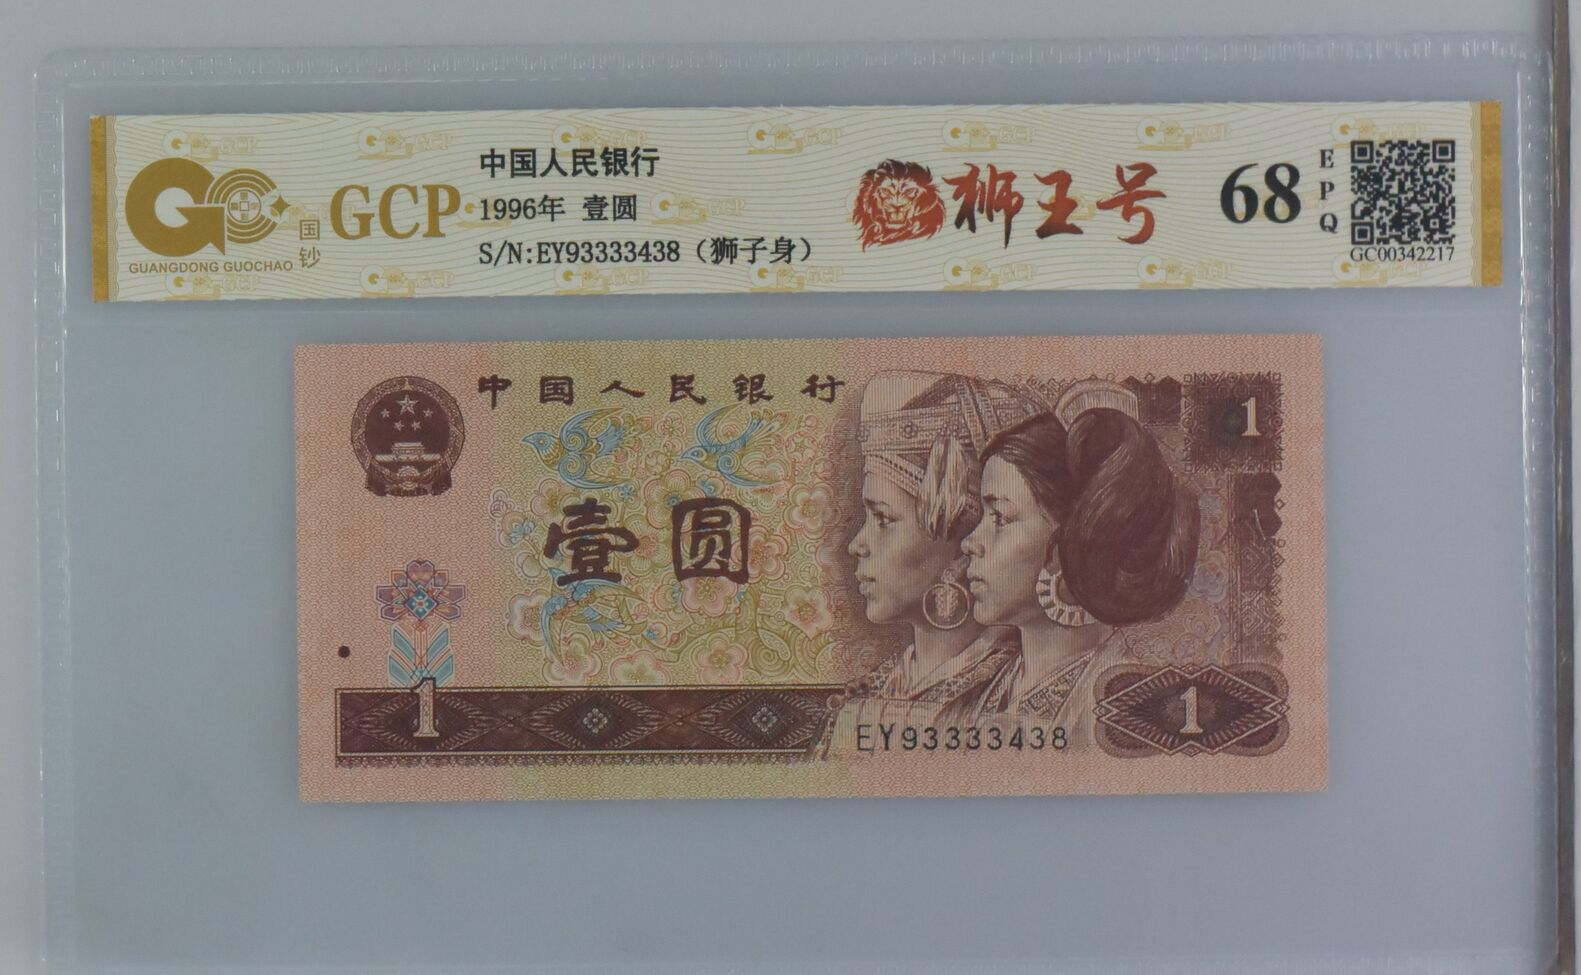 中国人民银行
1996年 壹圆
S/N:EY93333438（狮子身）
GCP
国钞
GUANGDONG GUOCHAO
狮王号
68
EPQ
GC00342217
中国人民银行
1
壹圆
1
EY93333438
1